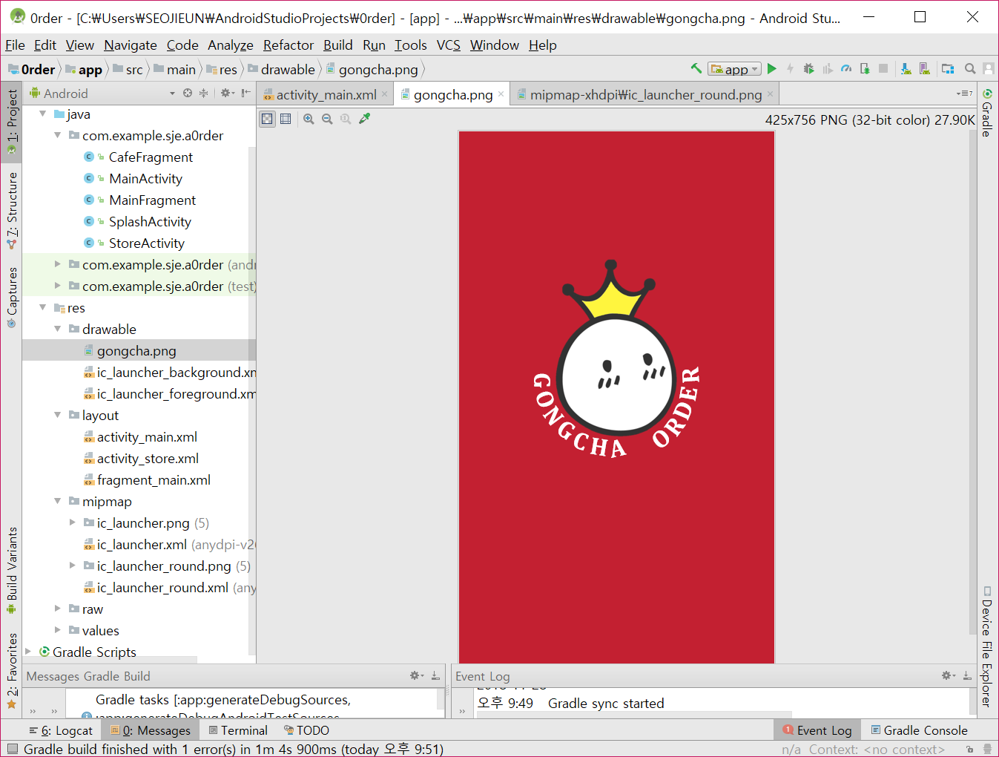 0rder - [C:₩Users₩SEOJIEUN₩AndroidStudioProjects₩0rder] - [app] - ...₩app₩src₩main₩res₩drawable₩gongcha.png - Android Stu...
File Edit View Navigate Code Analyze Refactor Build Run Tools VCS Window Help
0rder app src main res drawable gongcha.png app
Android activity_main.xml gongcha.png mipmap-xhdpi₩ic_launcher_round.png
425x756 PNG (32-bit color) 27.90K
java
com.example.sje.a0rder
CafeFragment
MainActivity
MainFragment
SplashActivity
StoreActivity
com.example.sje.a0rder (andr
com.example.sje.a0rder (test)
res
drawable
gongcha.png
ic_launcher_background.xm
ic_launcher_foreground.xm
layout
activity_main.xml
activity_store.xml
fragment_main.xml
mipmap
ic_launcher.png (5)
ic_launcher.xml (anydpi-v26
ic_launcher_round.png (5)
ic_launcher_round.xml (any
raw
values
Gradle Scripts
1: Project
7: Structure
Captures
Build Variants
2: Favorites
GONGCHA ORDER
Gradle
Device File Explorer
Messages Gradle Build
Gradle tasks [:app:generateDebugSources,
:app:generateDebugAndroidTestSources
Event Log
오후 9:49 Gradle sync started
6: Logcat 0: Messages Terminal TODO 1 Event Log Gradle Console
Gradle build finished with 1 error(s) in 1m 4s 900ms (today 오후 9:51) n/a Context: <no context>